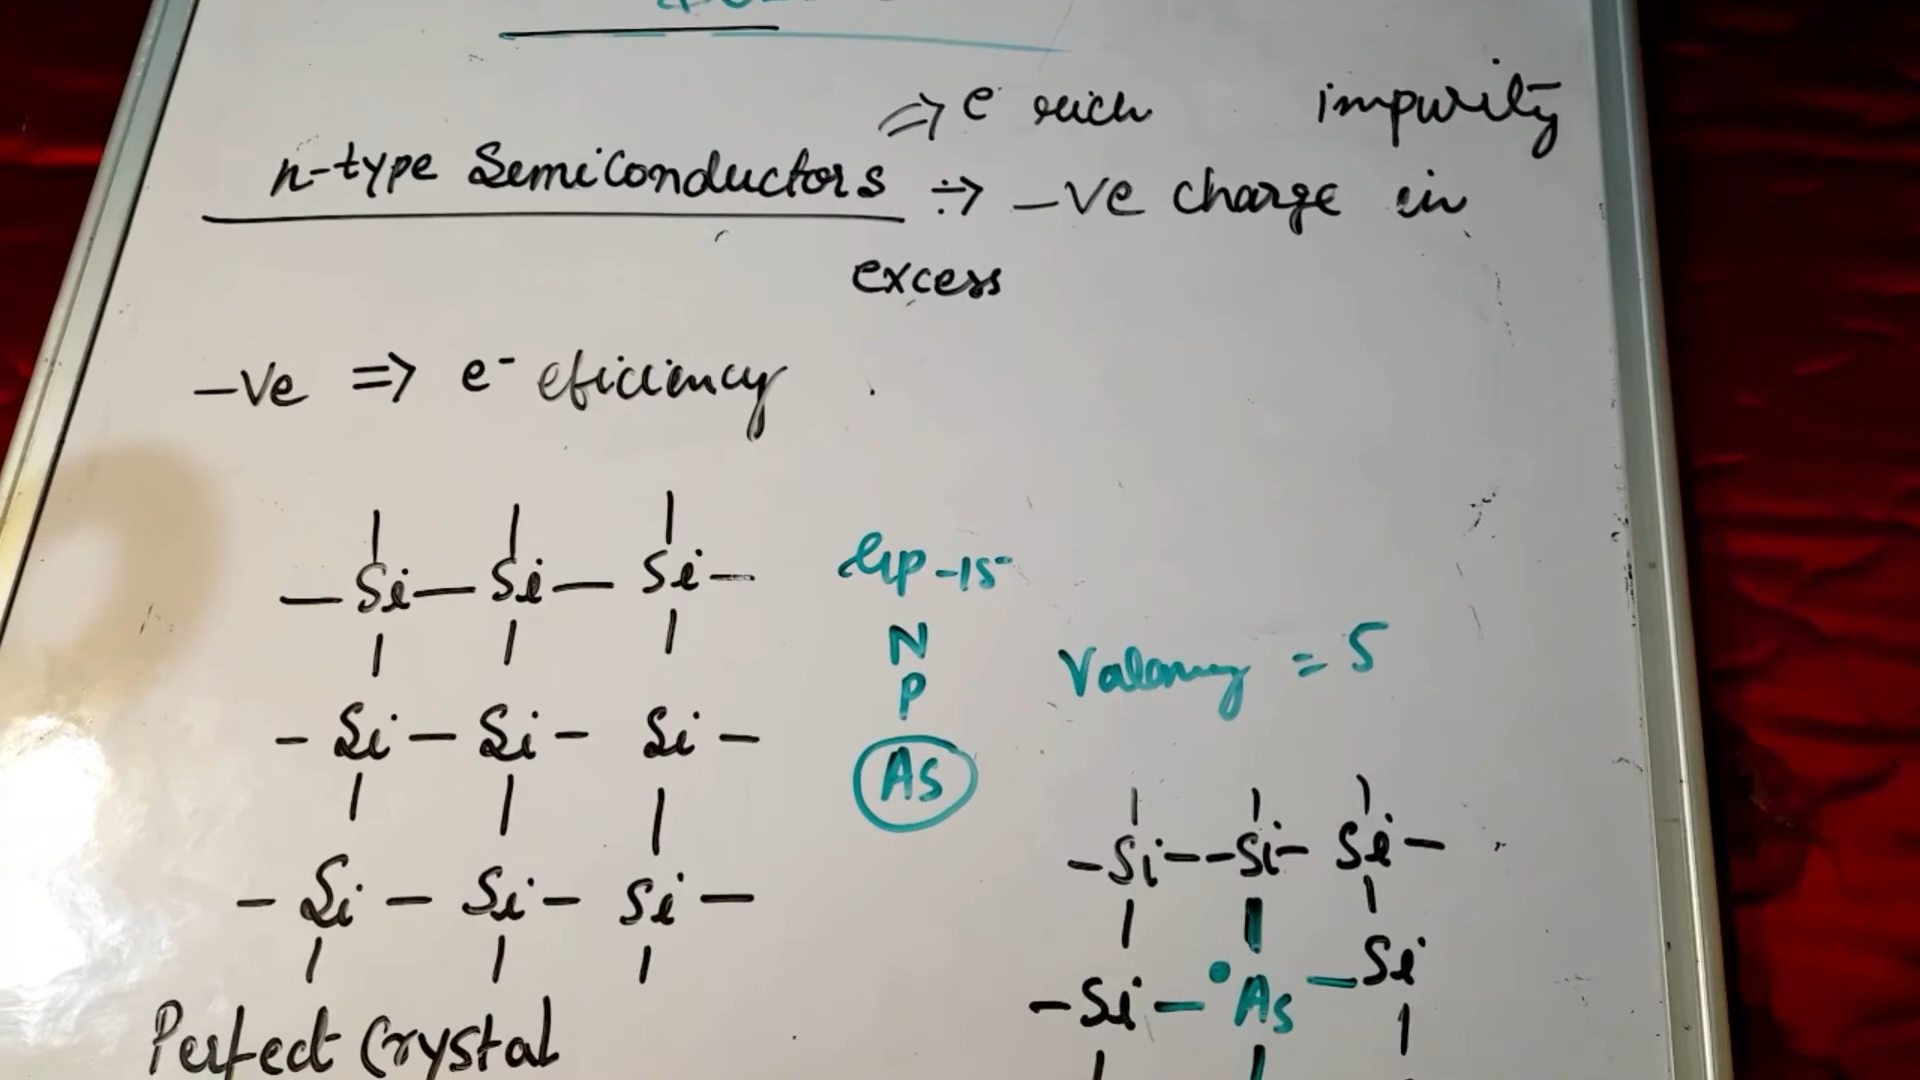 ⇒ e rich impurity
n-type Semiconductors ÷→ -ve charge in
excess
-ve ⇒ e⁻ eficiency
-Si-Si-Si-
-Si-Si-Si-
-Si-Si-Si-
Perfect Crystal
Gp-15
N
P
As
Valancy = 5
-Si--Si-Si-
-Si-As-Si